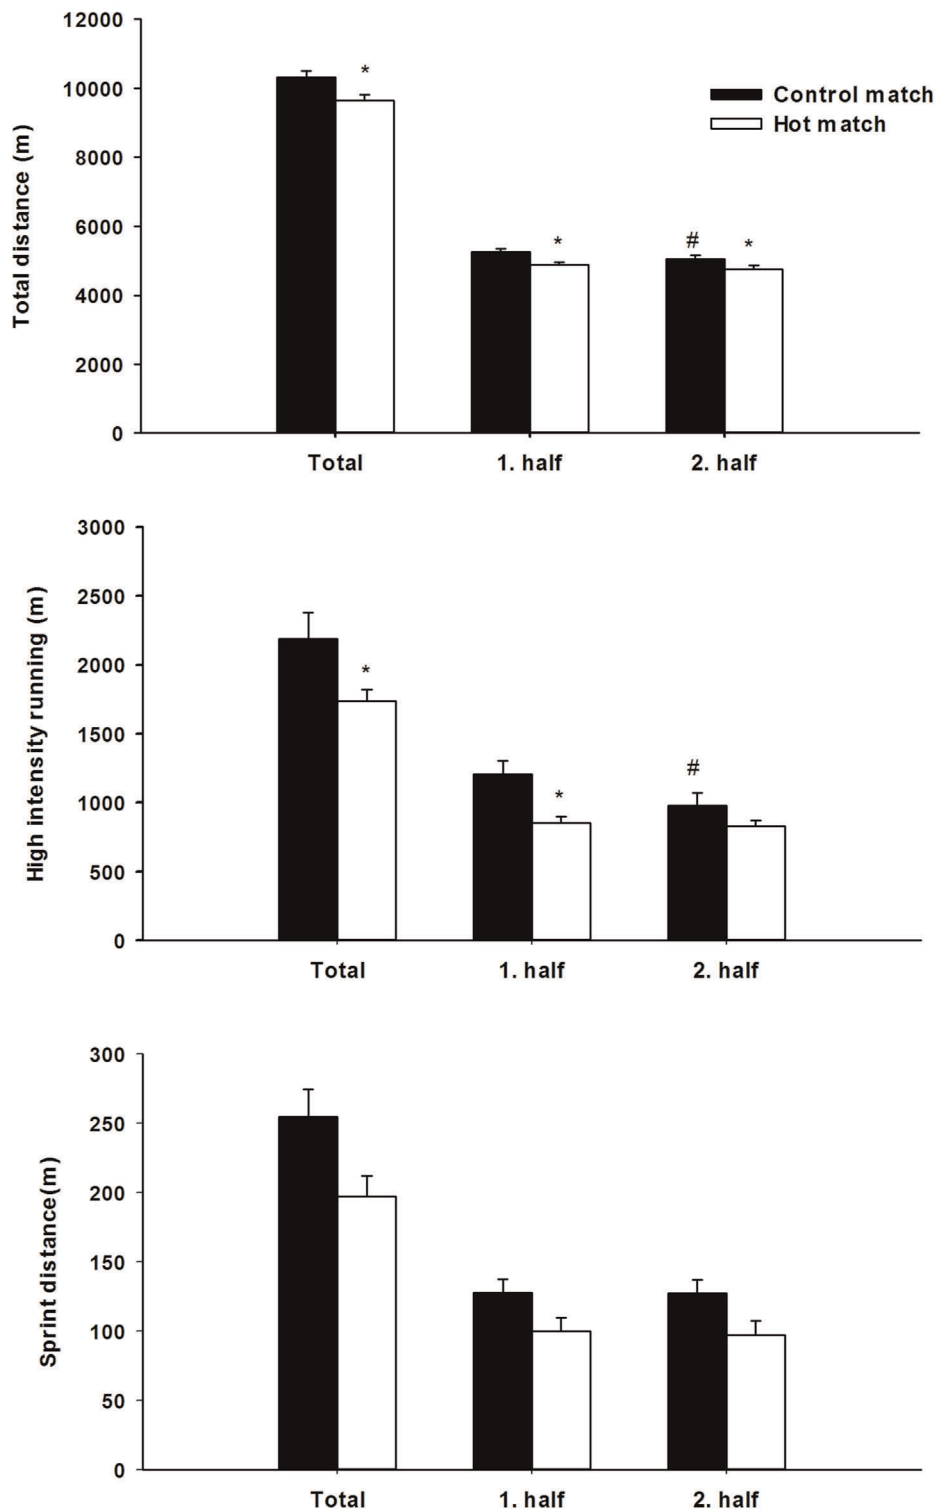 12000
10000
8000
6000
4000
2000
0
Total distance (m)
*
*
#
*
Control match
Hot match
Total
1. half
2. half
3000
2500
2000
1500
1000
500
0
High intensity running (m)
*
*
#
Total
1. half
2. half
300
250
200
150
100
50
0
Sprint distance(m)
Total
1. half
2. half